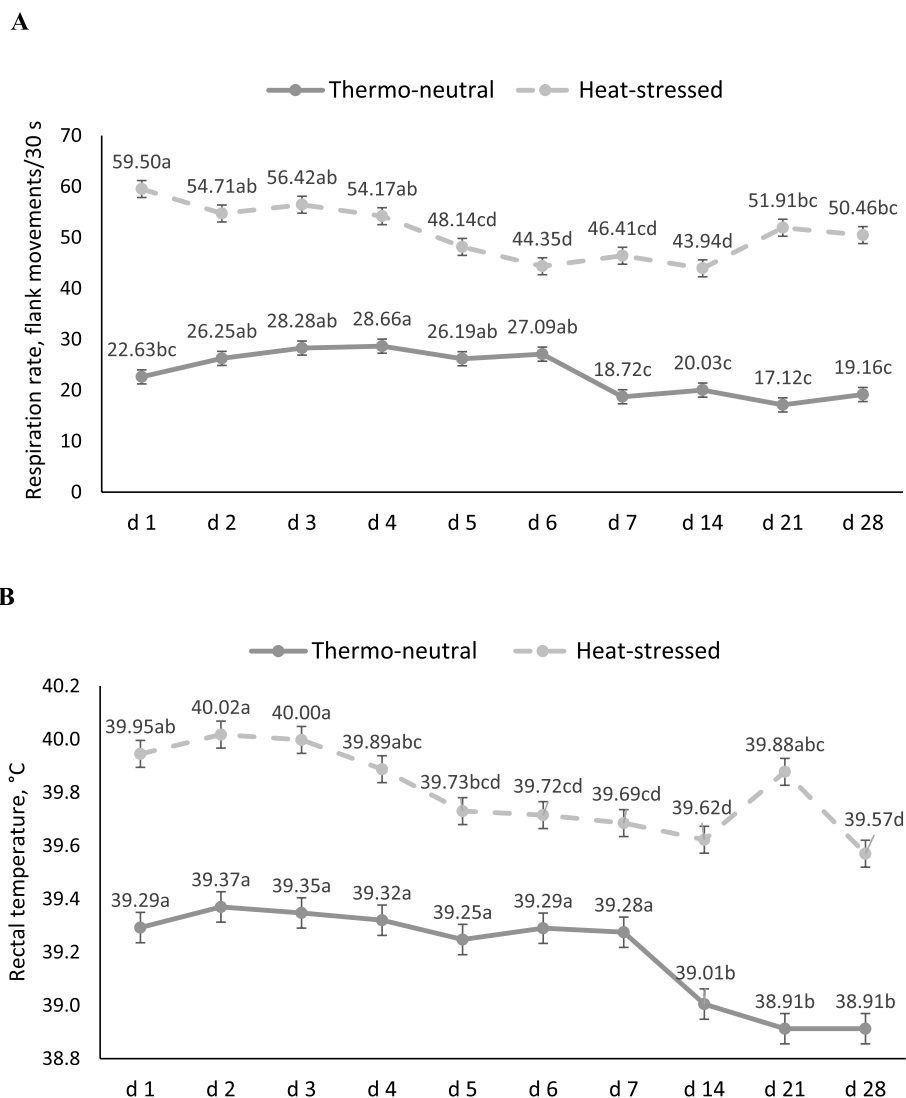 A
Thermo-neutral Heat-stressed
Respiration rate, flank movements/30 s
70
60
50
40
30
20
10
0
59.50a 54.71ab 56.42ab 54.17ab 48.14cd 44.35d 46.41cd 43.94d 51.91bc 50.46bc
22.63bc 26.25ab 28.28ab 28.66a 26.19ab 27.09ab 18.72c 20.03c 17.12c 19.16c
d 1 d 2 d 3 d 4 d 5 d 6 d 7 d 14 d 21 d 28
B
Thermo-neutral Heat-stressed
Rectal temperature, °C
40.2
40.0
39.8
39.6
39.4
39.2
39.0
38.8
39.95ab 40.02a 40.00a 39.89abc 39.73bcd 39.72cd 39.69cd 39.62d 39.88abc 39.57d
39.29a 39.37a 39.35a 39.32a 39.25a 39.29a 39.28a 39.01b 38.91b 38.91b
d 1 d 2 d 3 d 4 d 5 d 6 d 7 d 14 d 21 d 28